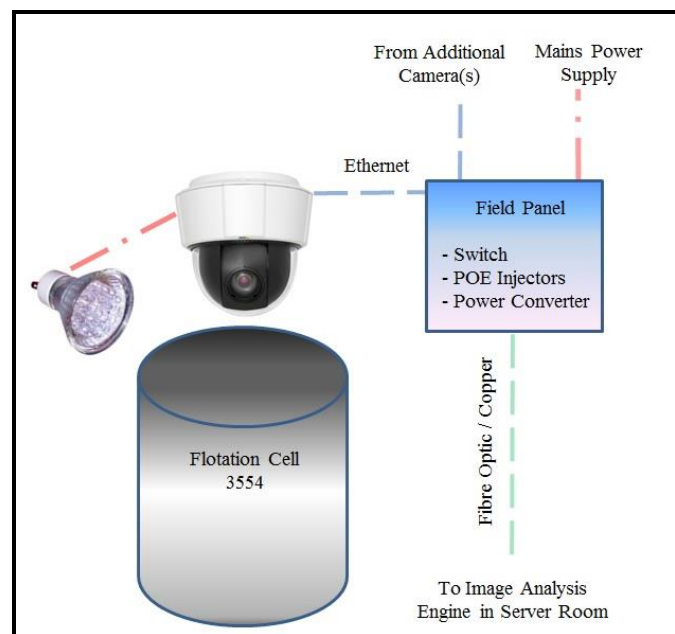 From Additional
Camera(s)
Mains Power
Supply
Ethernet
Field Panel
- Switch
- POE Injectors
- Power Converter
Flotation Cell
3554
Fibre Optic / Copper
To Image Analysis
Engine in Server Room